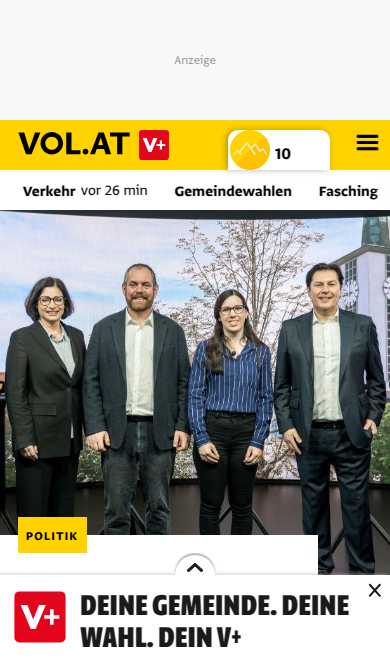 Anzeige
VOL.AT V+
10
Verkehr vor 26 min Gemeindewahlen Fasching
POLITIK
V+ DEINE GEMEINDE. DEINE
WAHL. DEIN V+